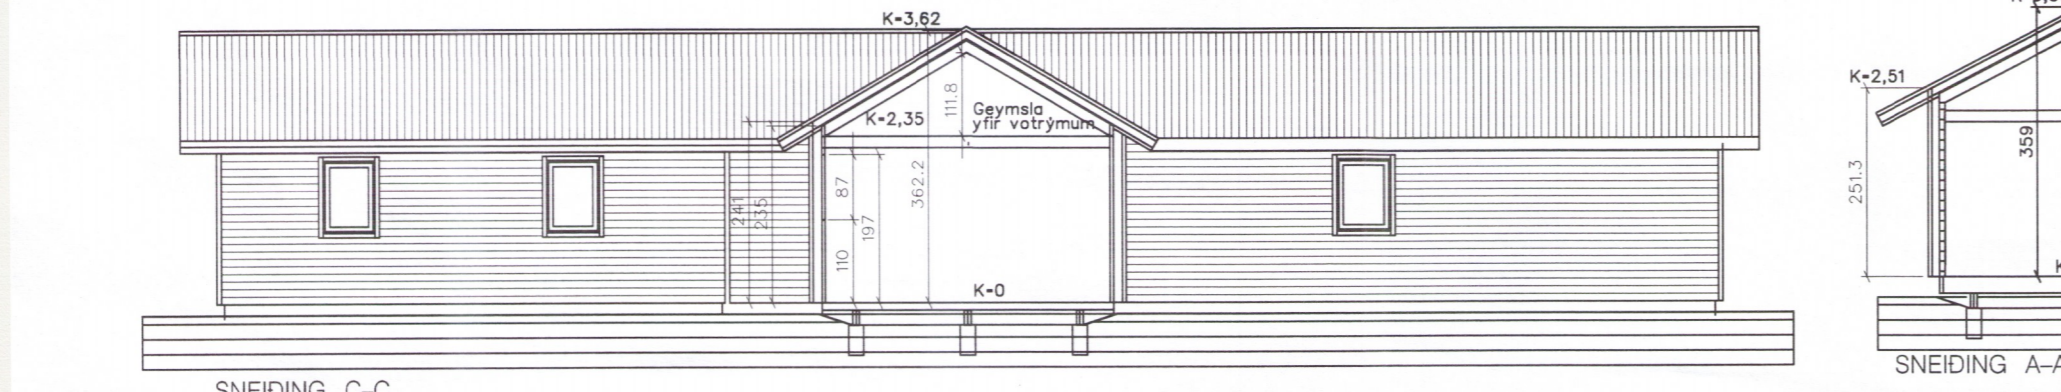 K=3,62
111.8
Geymsla
yfir votrýmum
K=2,35
241
235
87
197
110
362.2
K=0
SNEIÐING C-C
K=2,51
251.3
359
SNEIÐING A-A